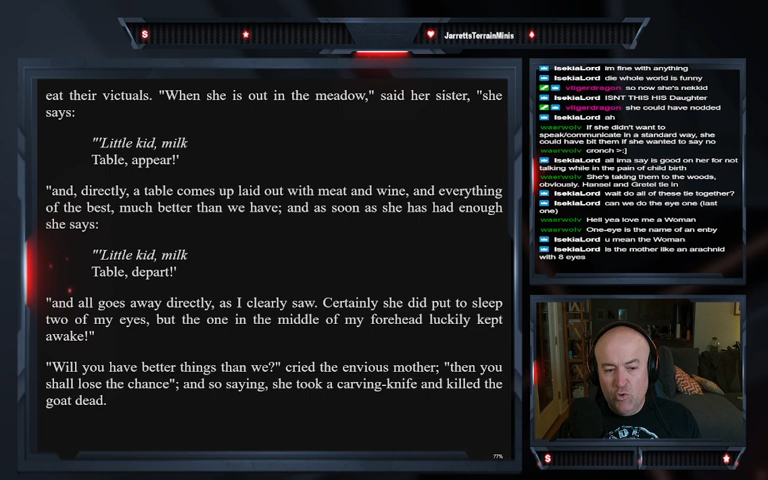 JarrettsTerrainMinis
eat their victuals. "When she is out in the meadow," said her sister, "she
says:
"'Little kid, milk
Table, appear!'
"and, directly, a table comes up laid out with meat and wine, and everything
of the best, much better than we have; and as soon as she has had enough
she says:
"'Little kid, milk
Table, depart!'
"and all goes away directly, as I clearly saw. Certainly she did put to sleep
two of my eyes, but the one in the middle of my forehead luckily kept
awake!"
"Will you have better things than we?" cried the envious mother; "then you
shall lose the chance"; and so saying, she took a carving-knife and killed the
goat dead.
77%
IsekiaLord im fine with anything
IsekiaLord die whole world is funny
vligerdragon so now she's nekkid
IsekiaLord ISNT THIS HIS Daughter
vligerdragon she could have nodded
IsekiaLord ah
waerwolv If she didn't want to
speak/communicate in a standard way, she
could have bit them if she wanted to say no
waerwolv cronch >:]
IsekiaLord all ima say is good on her for not
talking while in the pain of child birth
waerwolv She's taking them to the woods,
obviously. Hansel and Gretel tie in
IsekiaLord wait do all of these tie together?
IsekiaLord can we do the eye one (last
one)
waerwolv Hell yea love me a Woman
waerwolv One-eye is the name of an enby
IsekiaLord u mean the Woman
IsekiaLord is the mother like an arachnid
with 8 eyes